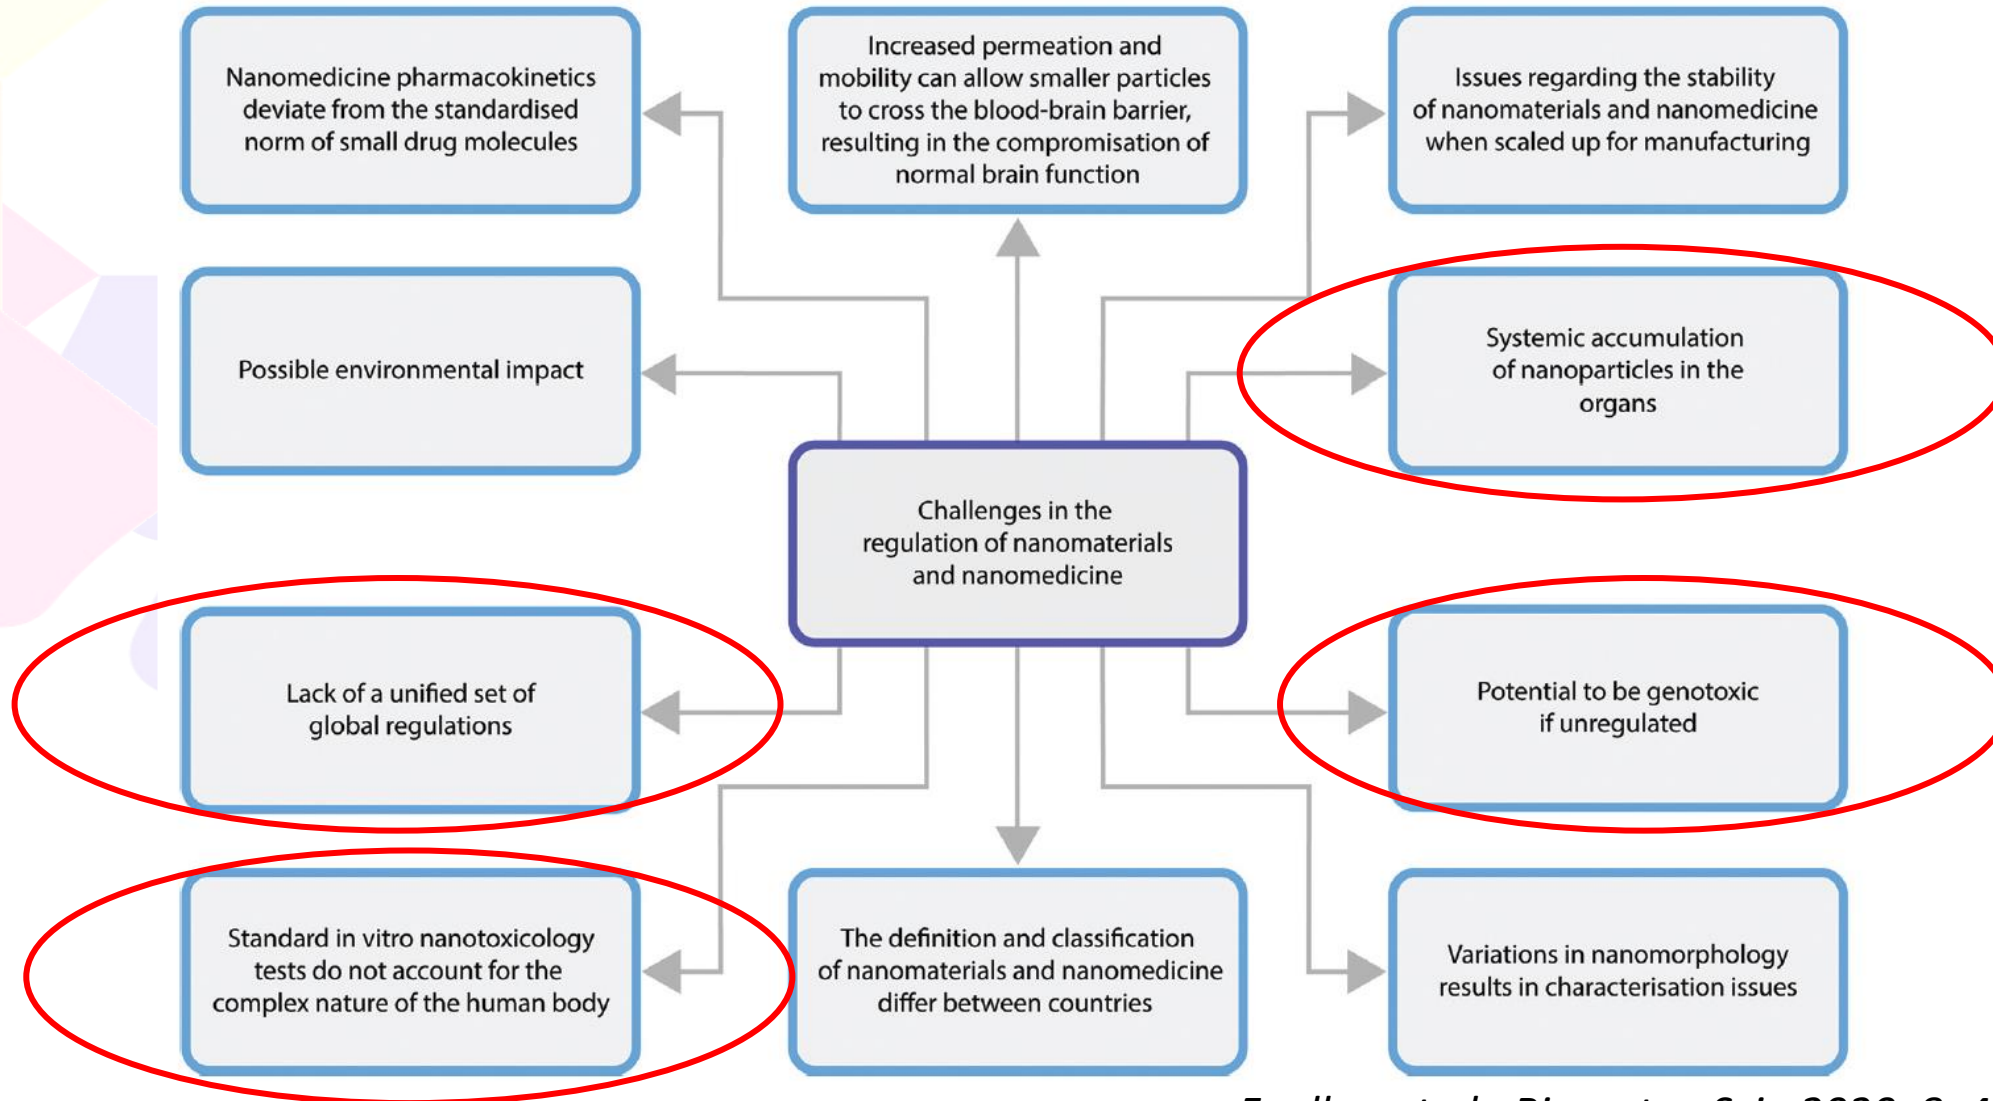 Nanomedicine pharmacokinetics
deviate from the standardised
norm of small drug molecules
Increased permeation and
mobility can allow smaller particles
to cross the blood-brain barrier,
resulting in the compromisation of
normal brain function
Issues regarding the stability
of nanomaterials and nanomedicine
when scaled up for manufacturing
Possible environmental impact
Systemic accumulation
of nanoparticles in the
organs
Challenges in the
regulation of nanomaterials
and nanomedicine
Lack of a unified set of
global regulations
Potential to be genotoxic
if unregulated
Standard in vitro nanotoxicology
tests do not account for the
complex nature of the human body
The definition and classification
of nanomaterials and nanomedicine
differ between countries
Variations in nanomorphology
results in characterisation issues